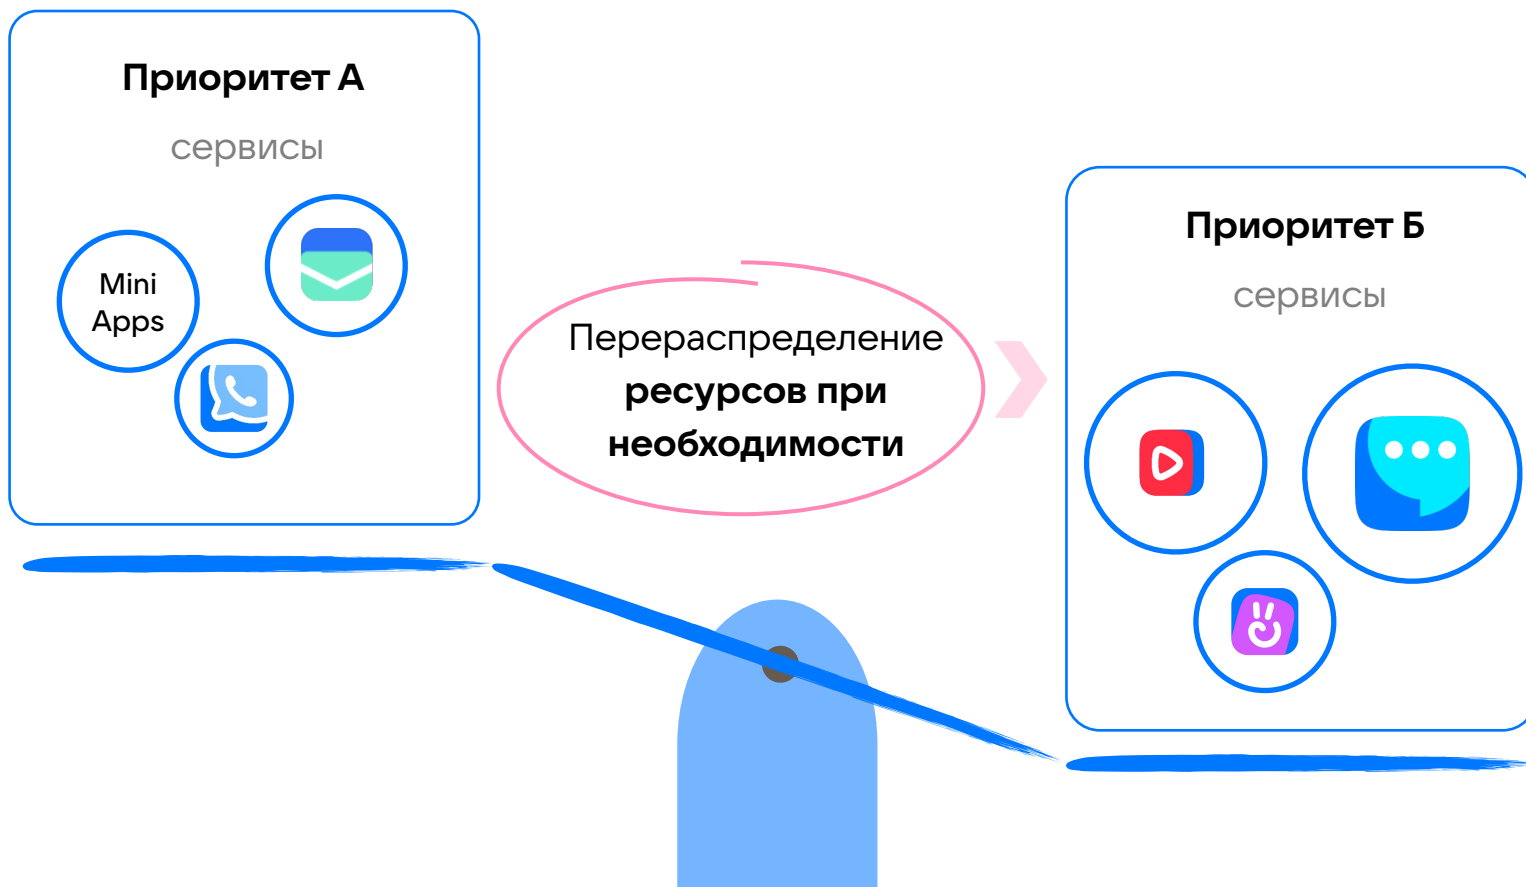 Приоритет А
сервисы
Mini
Apps
Перераспределение
ресурсов при
необходимости
Приоритет Б
сервисы